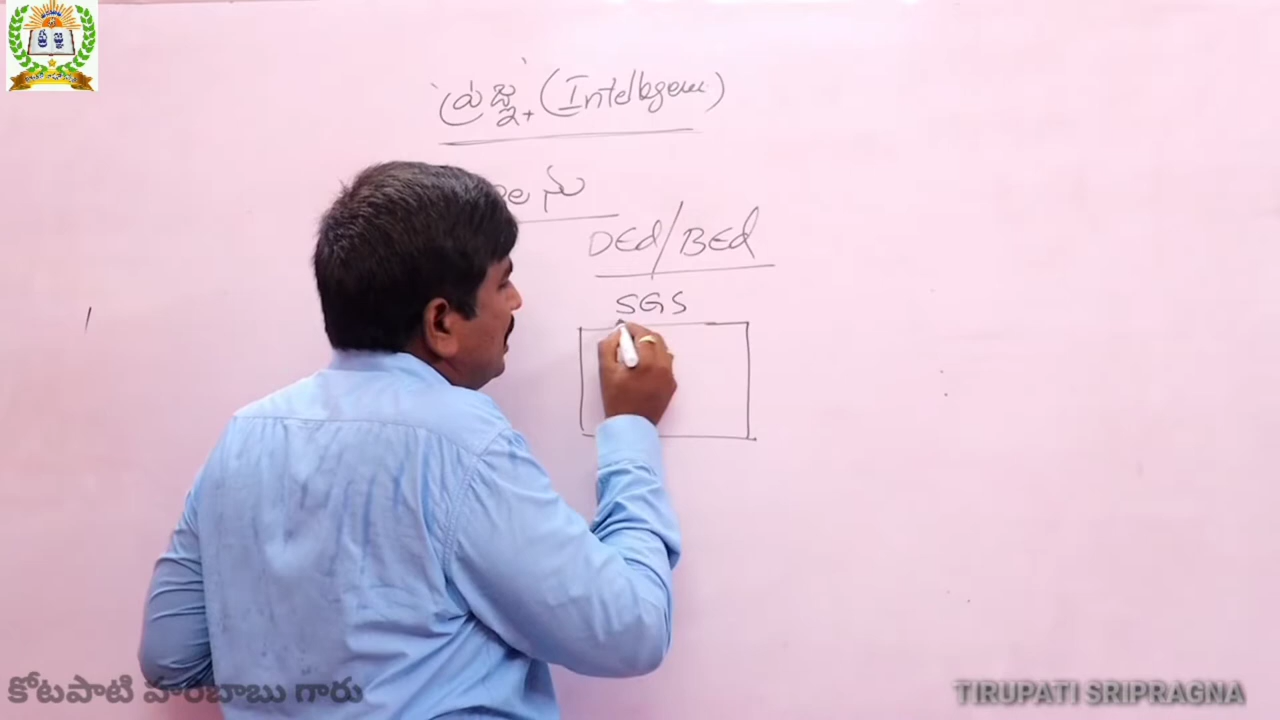 ప్రజ్ఞ (Intelligence)
DEd/BEd
SGS
కోటపాటి హరిబాబు గారు
TIRUPATI SRIPRAGNA